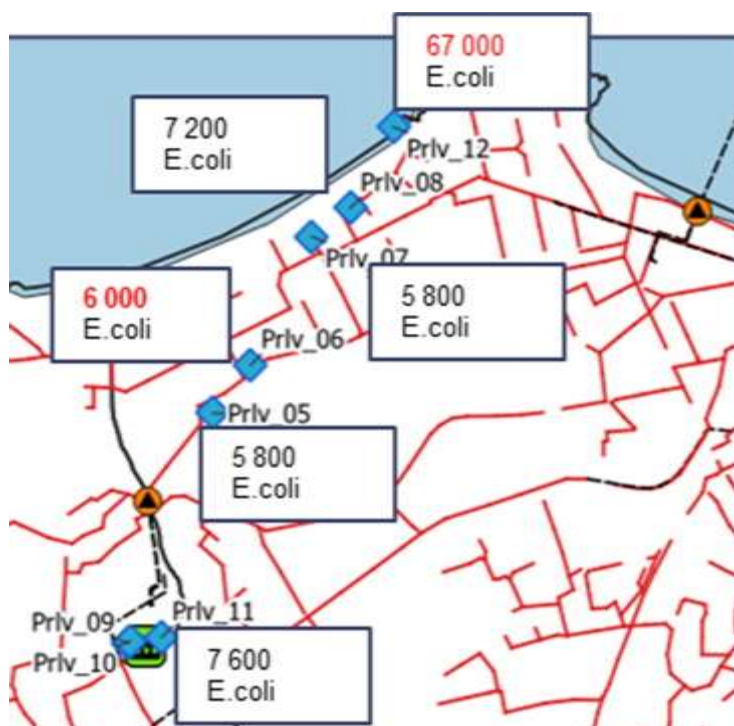 67 000
E.coli
7 200
E.coli
Prlv_12
Prlv_08
Prlv_07
6 000
E.coli
5 800
E.coli
Prlv_06
Prlv_05
5 800
E.coli
Prlv_09
Prlv_11
Prlv_10
7 600
E.coli